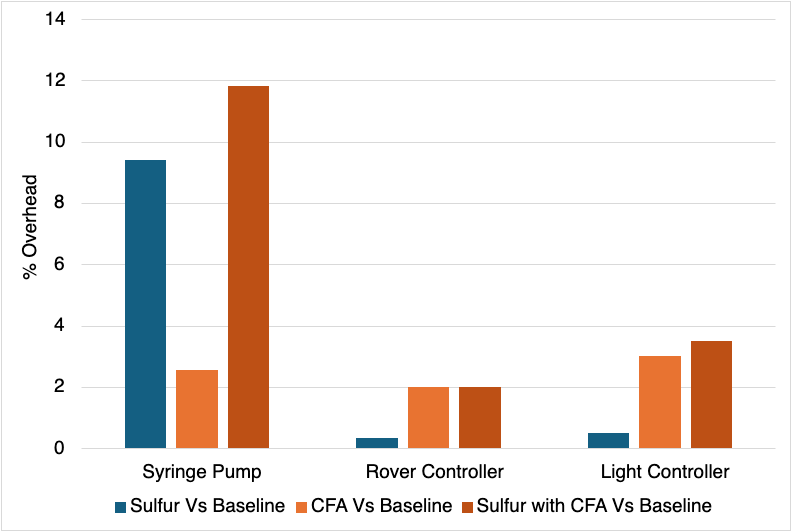 14
12
10
8
6
4
2
0
% Overhead
Syringe Pump Rover Controller Light Controller
Sulfur Vs Baseline CFA Vs Baseline Sulfur with CFA Vs Baseline